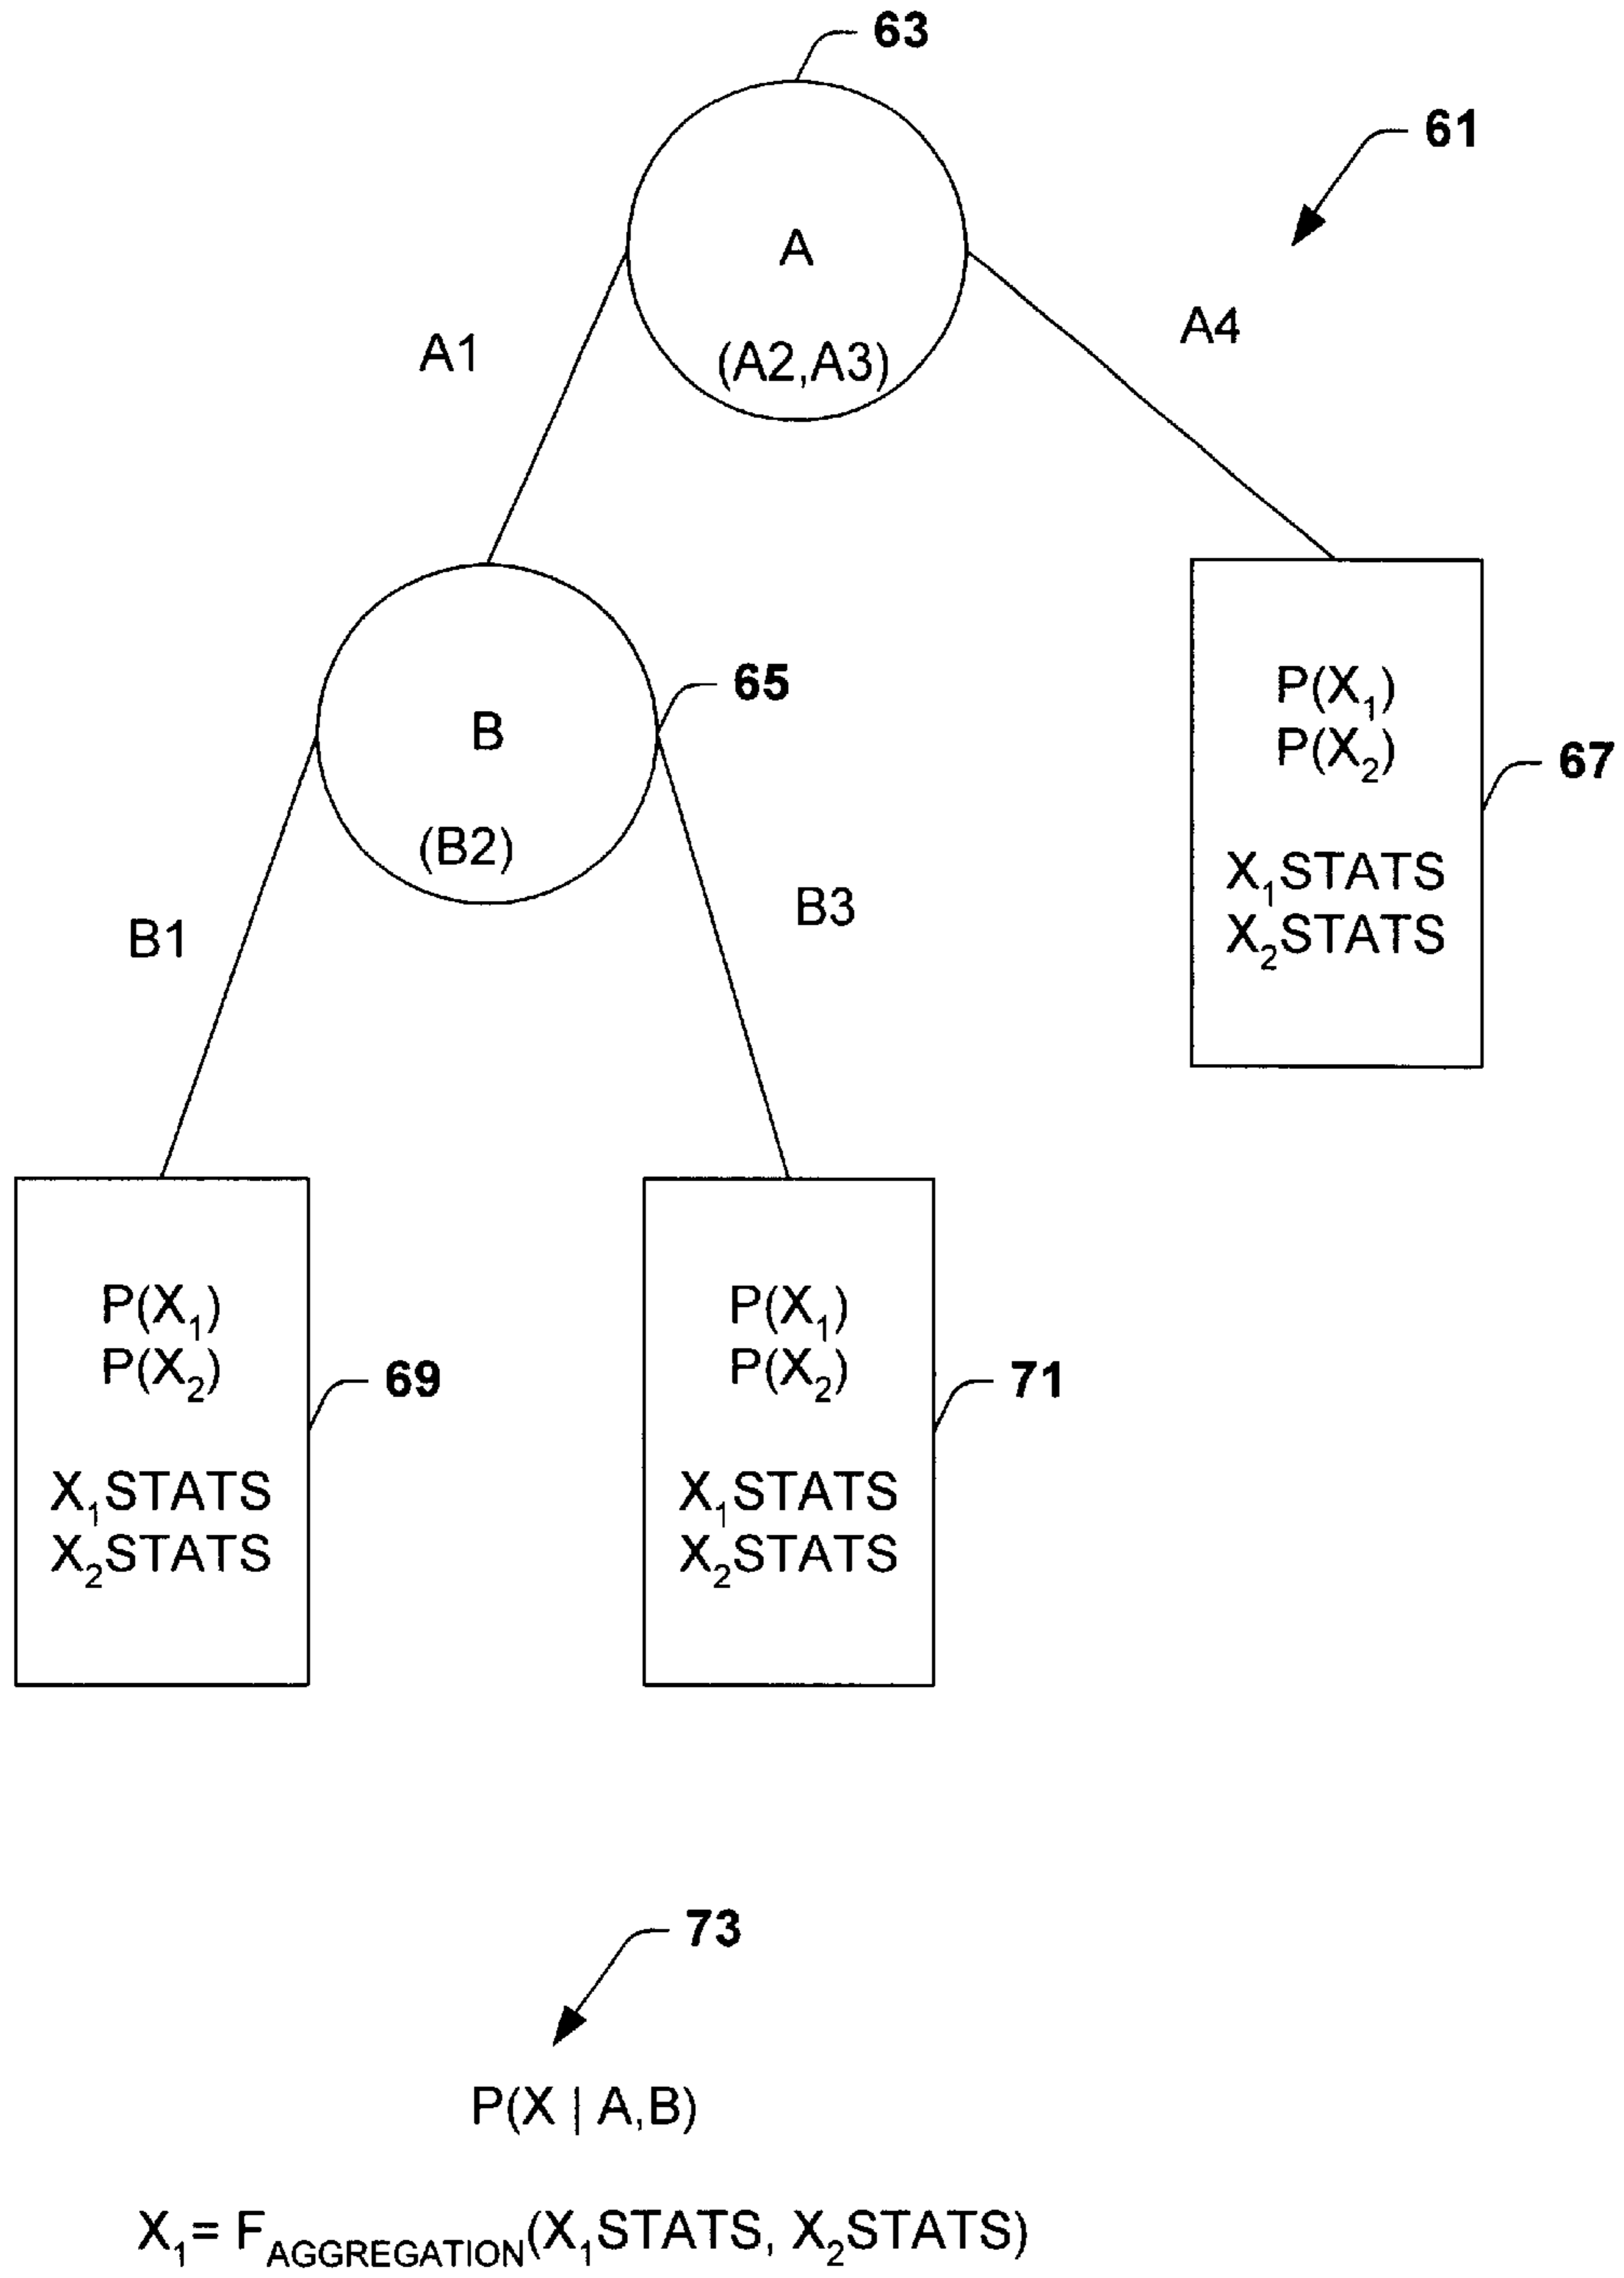 63
61
A
A4
A1
(A2,A3)
65
B
P(X₁)
P(X₂)
67
(B2)
X₁STATS
X₂STATS
B3
B1
P(X₁)
P(X₂)
69
X₁STATS
X₂STATS
P(X₁)
P(X₂)
71
X₁STATS
X₂STATS
73
P(X | A,B)
X₁= F_AGGREGATION(X₁STATS, X₂STATS)